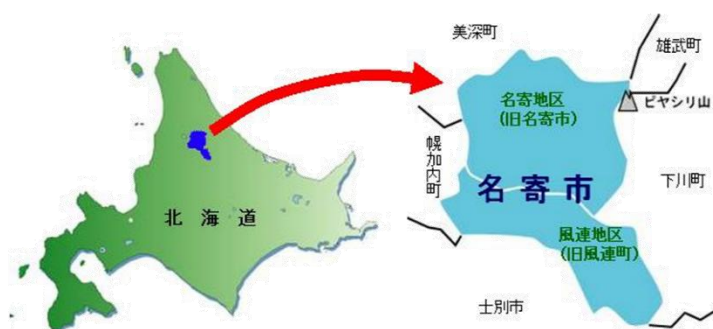 北海道
美深町
雄武町
名寄地区
(旧名寄市)
ピヤシリ山
幌加内町
名寄市
下川町
風連地区
(旧風連町)
士別市